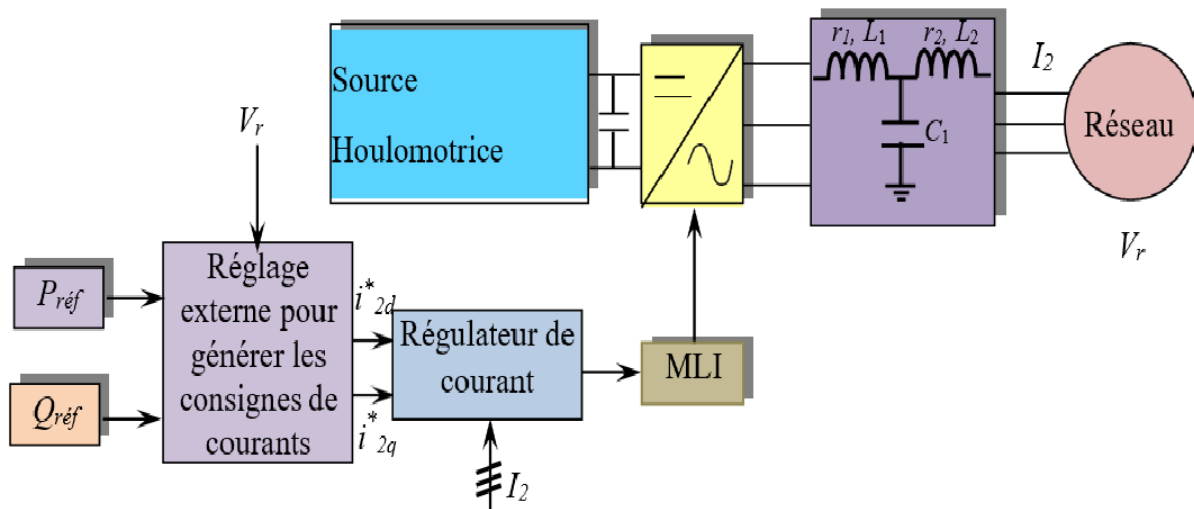 r1, L1
r2, L2
I2
Source
Houlomotrice
C1
Réseau
Vr
Vr
Préf
Réglage
externe pour
générer les
consignes de
courants
i*2d
Régulateur de
courant
MLI
Qréf
i*2q
I2